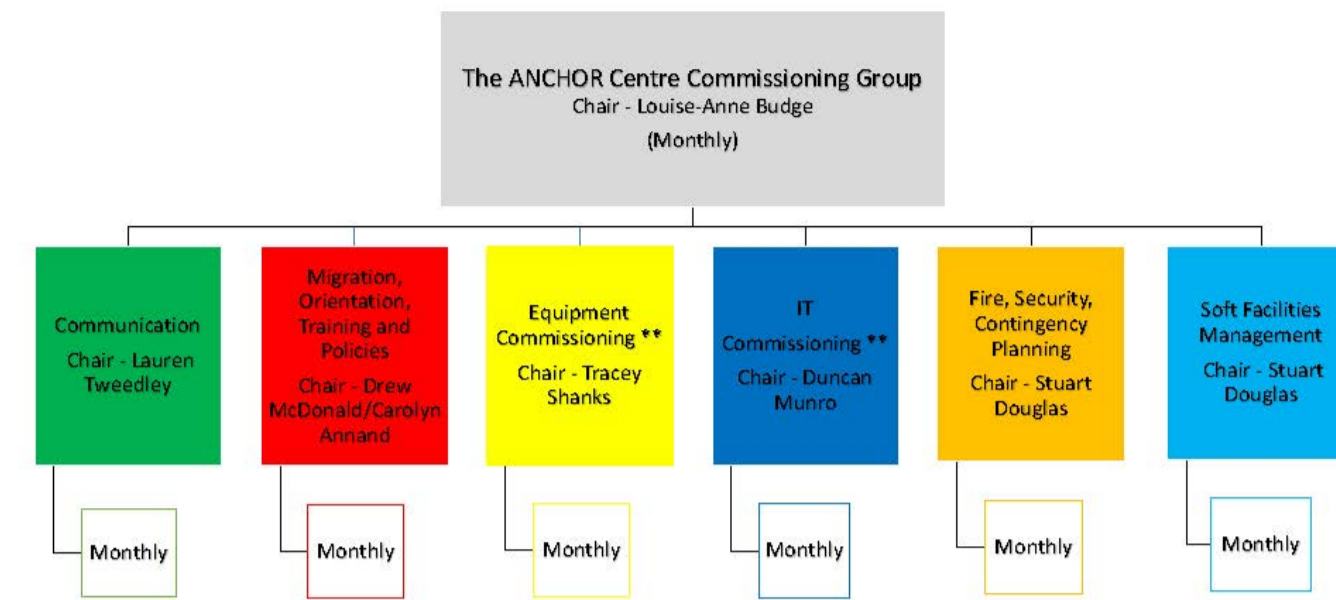 The ANCHOR Centre Commissioning Group
Chair - Louise-Anne Budge
(Monthly)
Communication
Chair - Lauren
Tweedley
Migration,
Orientation,
Training and
Policies
Chair - Drew
McDonald/Carolyn
Annand
Equipment
Commissioning **
Chair - Tracey
Shanks
IT
Commissioning **
Chair - Duncan
Munro
Fire, Security,
Contingency
Planning
Chair - Stuart
Douglas
Soft Facilities
Management
Chair - Stuart
Douglas
Monthly
Monthly
Monthly
Monthly
Monthly
Monthly